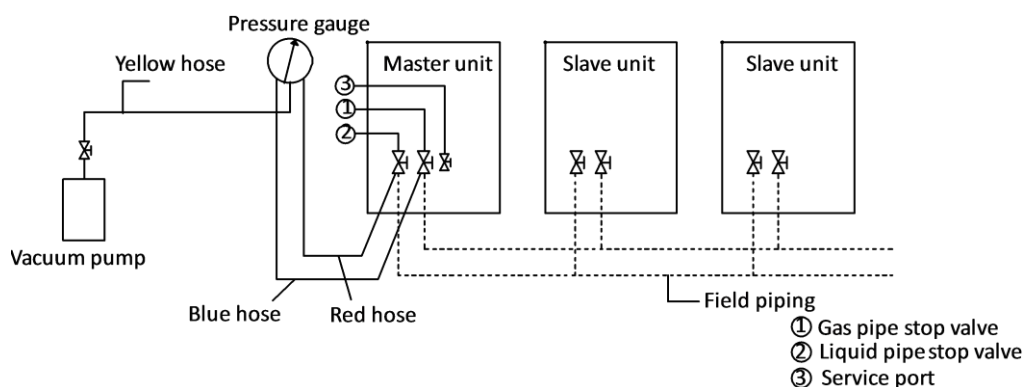 Pressure gauge
Yellow hose
Master unit
Slave unit
Slave unit
③
①
②
Vacuum pump
Blue hose
Red hose
Field piping
① Gas pipe stop valve
② Liquid pipe stop valve
③ Service port